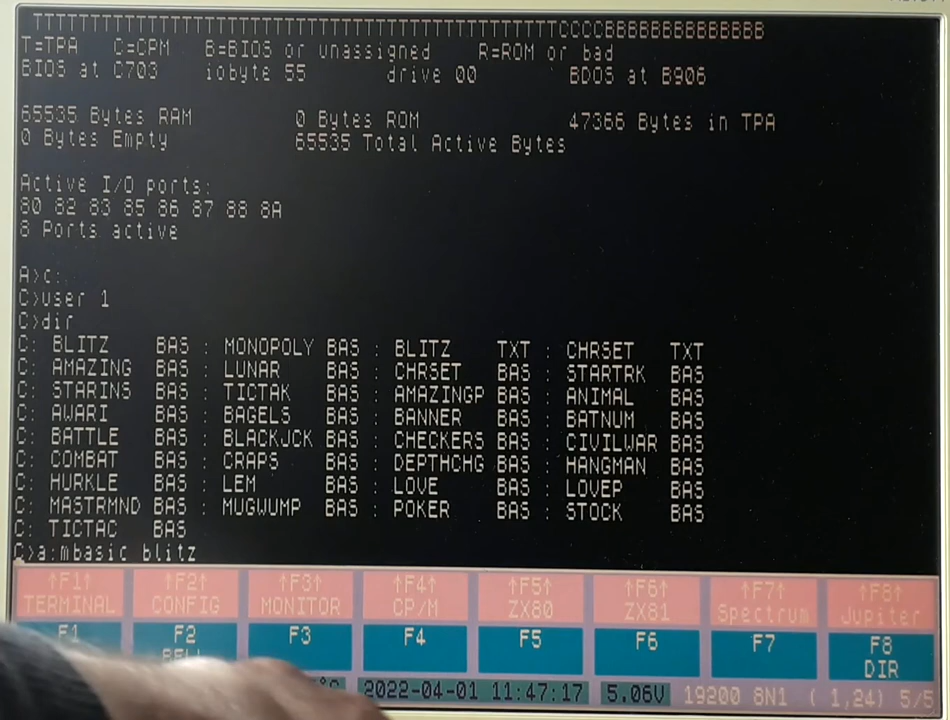 TTTTTTTTTTTTTTTTTTTTTTTTTTTTTTTTTTTTTTTTTTTTTTTCCCCBBBBBBBBBBBBBB
T=TPA C=CPM B=BIOS or unassigned R=ROM or bad
BIOS at C703 iobyte 55 drive 00 BDOS at B906
65535 Bytes RAM 0 Bytes ROM 47366 Bytes in TPA
0 Bytes Empty 65535 Total Active Bytes
Active I/O ports:
80 82 83 85 86 87 88 8A
8 Ports active
A>c:
C>user 1
C>dir
C: BLITZ BAS : MONOPOLY BAS : BLITZ TXT : CHRSET TXT
C: AMAZING BAS : LUNAR BAS : CHRSET BAS : STARTRK BAS
C: STARINS BAS : TICTAK BAS : AMAZINGP BAS : ANIMAL BAS
C: AWARI BAS : BAGELS BAS : BANNER BAS : BATNUM BAS
C: BATTLE BAS : BLACKJCK BAS : CHECKERS BAS : CIVILWAR BAS
C: COMBAT BAS : CRAPS BAS : DEPTHCHG BAS : HANGMAN BAS
C: HURKLE BAS : LEM BAS : LOVE BAS : LOVEP BAS
C: MASTRMND BAS : MUGWUMP BAS : POKER BAS : STOCK BAS
C: TICTAC BAS
C>a:mbasic blitz
↑F1↑ ↑F2↑ ↑F3↑ ↑F4↑ ↑F5↑ ↑F6↑ ↑F7↑ ↑F8↑
TERMINAL CONFIG MONITOR CP/M ZX80 ZX81 Spectrum Jupiter
F1 F2 F3 F4 F5 F6 F7 F8
DIR
°C 2022-04-01 11:47:17 5.06V 19200 8N1 ( 1,24) 5/5